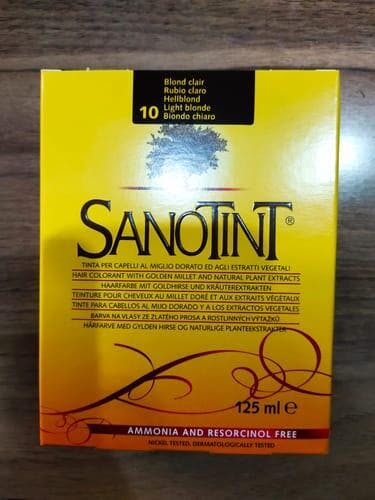 Blond clair
Rubio claro
Hellblond
10 Light blonde
Biondo chiaro
SANOTINT®
TINTA PER CAPELLI AL MIGLIO DORATO ED AGLI ESTRATTI VEGETALI
HAIR COLORANT WITH GOLDEN MILLET AND NATURAL PLANT EXTRACTS
HAARFARBE MIT GOLDHIRSE UND KRÄUTEREXTRAKTEN
TEINTURE POUR CHEVEUX AU MILLET DORÉ ET AUX EXTRAITS VÉGÉTAUX
TINTE PARA CABELLOS AL MIJO DORADO Y A LOS EXTRACTOS VEGETALES
BARVA NA VLASY ZE ZLATÉHO PROSA A ROSTLINNÝCH VÝTAŽKŮ
HÅRFARVE MED GYLDEN HIRSE OG NATURLIGE PLANTEEKSTRAKTER
125 ml ℮
AMMONIA AND RESORCINOL FREE
NICKEL TESTED, DERMATOLOGICALLY TESTED